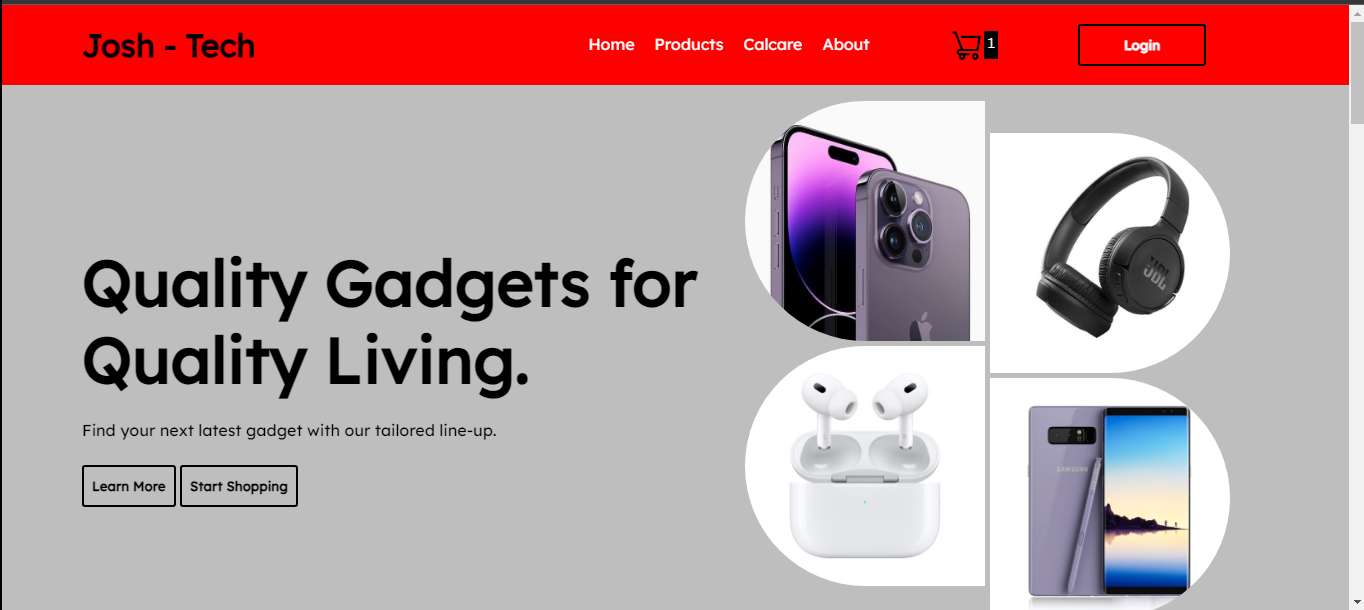 Josh - Tech
Home Products Calcare About
1
Login
Quality Gadgets for
Quality Living.
Find your next latest gadget with our tailored line-up.
Learn More
Start Shopping
JBL
SAMSUNG